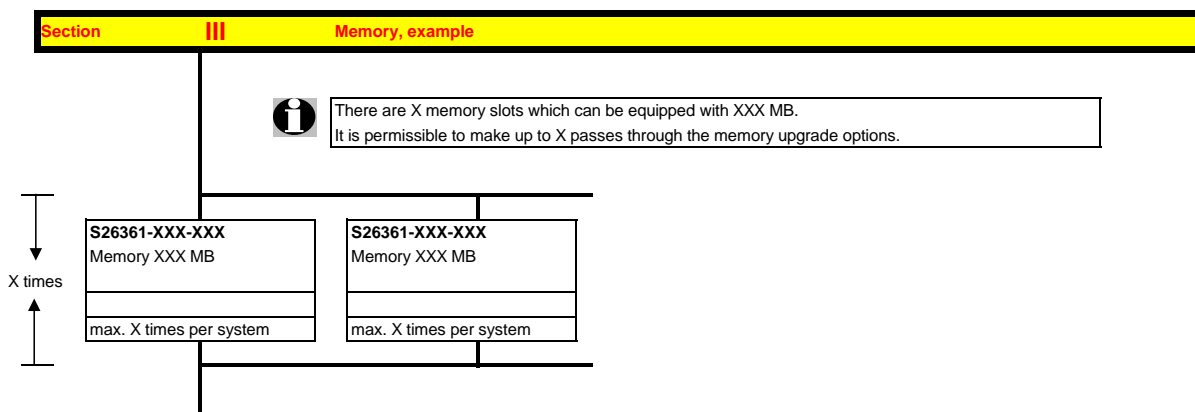 Section III Memory, example
There are X memory slots which can be equipped with XXX MB.
It is permissible to make up to X passes through the memory upgrade options.
X times
S26361-XXX-XXX
Memory XXX MB
max. X times per system
S26361-XXX-XXX
Memory XXX MB
max. X times per system